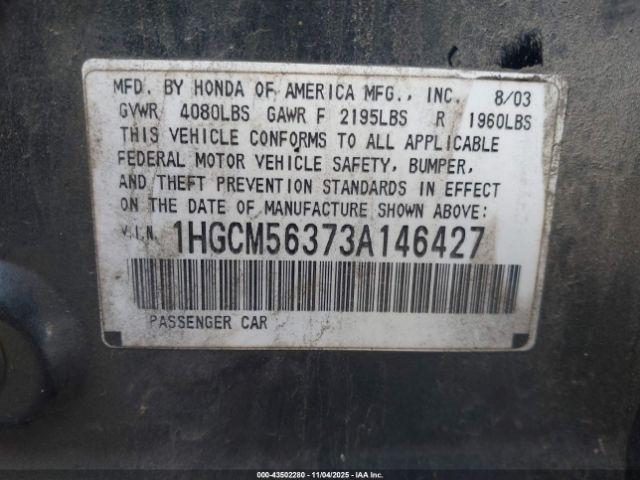 MFD. BY HONDA OF AMERICA MFG., INC. 8/03
GVWR 4080LBS GAWR F 2195LBS R 1960LBS
THIS VEHICLE CONFORMS TO ALL APPLICABLE
FEDERAL MOTOR VEHICLE SAFETY, BUMPER,
AND THEFT PREVENTION STANDARDS IN EFFECT
ON THE DATE OF MANUFACTURE SHOWN ABOVE:
V.I.N. 1HGCM56373A146427
PASSENGER CAR
000-43502280 - 11/04/2025 - IAA Inc.